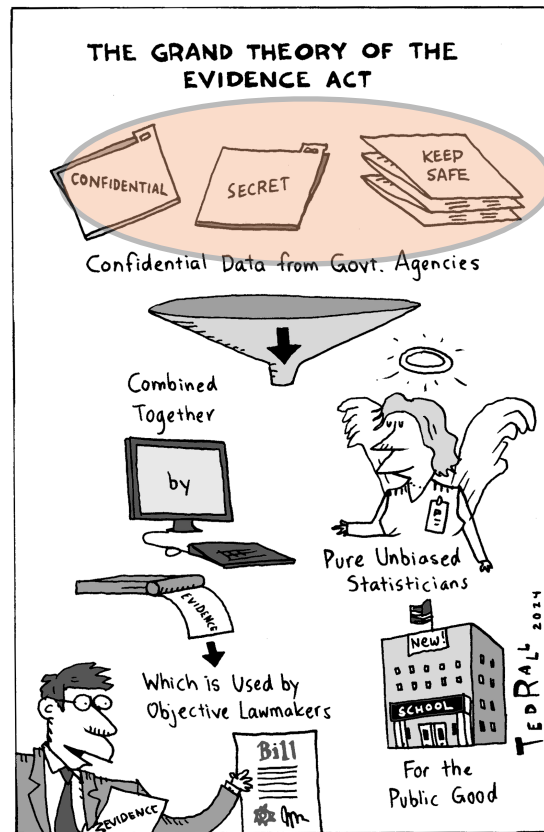 THE GRAND THEORY OF THE
EVIDENCE ACT
CONFIDENTIAL
SECRET
KEEP
SAFE
Confidential Data from Govt. Agencies
Combined
Together
by
Pure Unbiased
Statisticians
EVIDENCE
Which is Used by
Objective Lawmakers
EVIDENCE
Bill
New!
SCHOOL
For the
Public Good
TED RALL 2024